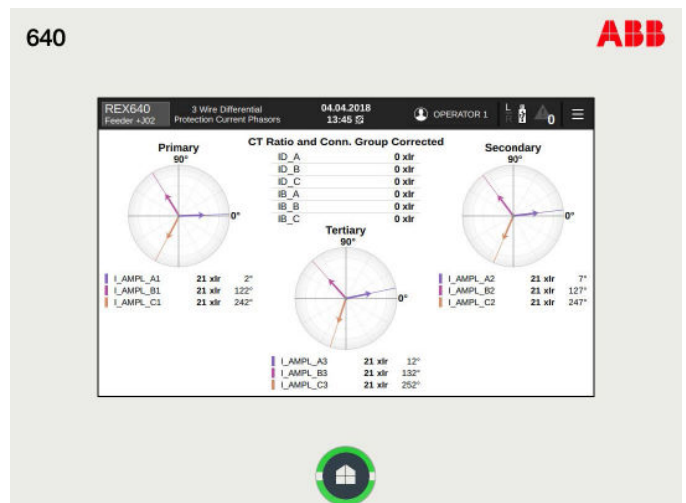 640
ABB
REX640
Feeder +J02
3 Wire Differential
Protection Current Phasors
04.04.2018
13:45
OPERATOR 1
L
R
0
CT Ratio and Conn. Group Corrected
ID_A 0 xIr
ID_B 0 xIr
ID_C 0 xIr
IB_A 0 xIr
IB_B 0 xIr
IB_C 0 xIr
Primary
90°
0°
I_AMPL_A1 21 xIr 2°
I_AMPL_B1 21 xIr 122°
I_AMPL_C1 21 xIr 242°
Tertiary
90°
0°
I_AMPL_A3 21 xIr 12°
I_AMPL_B3 21 xIr 132°
I_AMPL_C3 21 xIr 252°
Secondary
90°
0°
I_AMPL_A2 21 xIr 7°
I_AMPL_B2 21 xIr 127°
I_AMPL_C2 21 xIr 247°